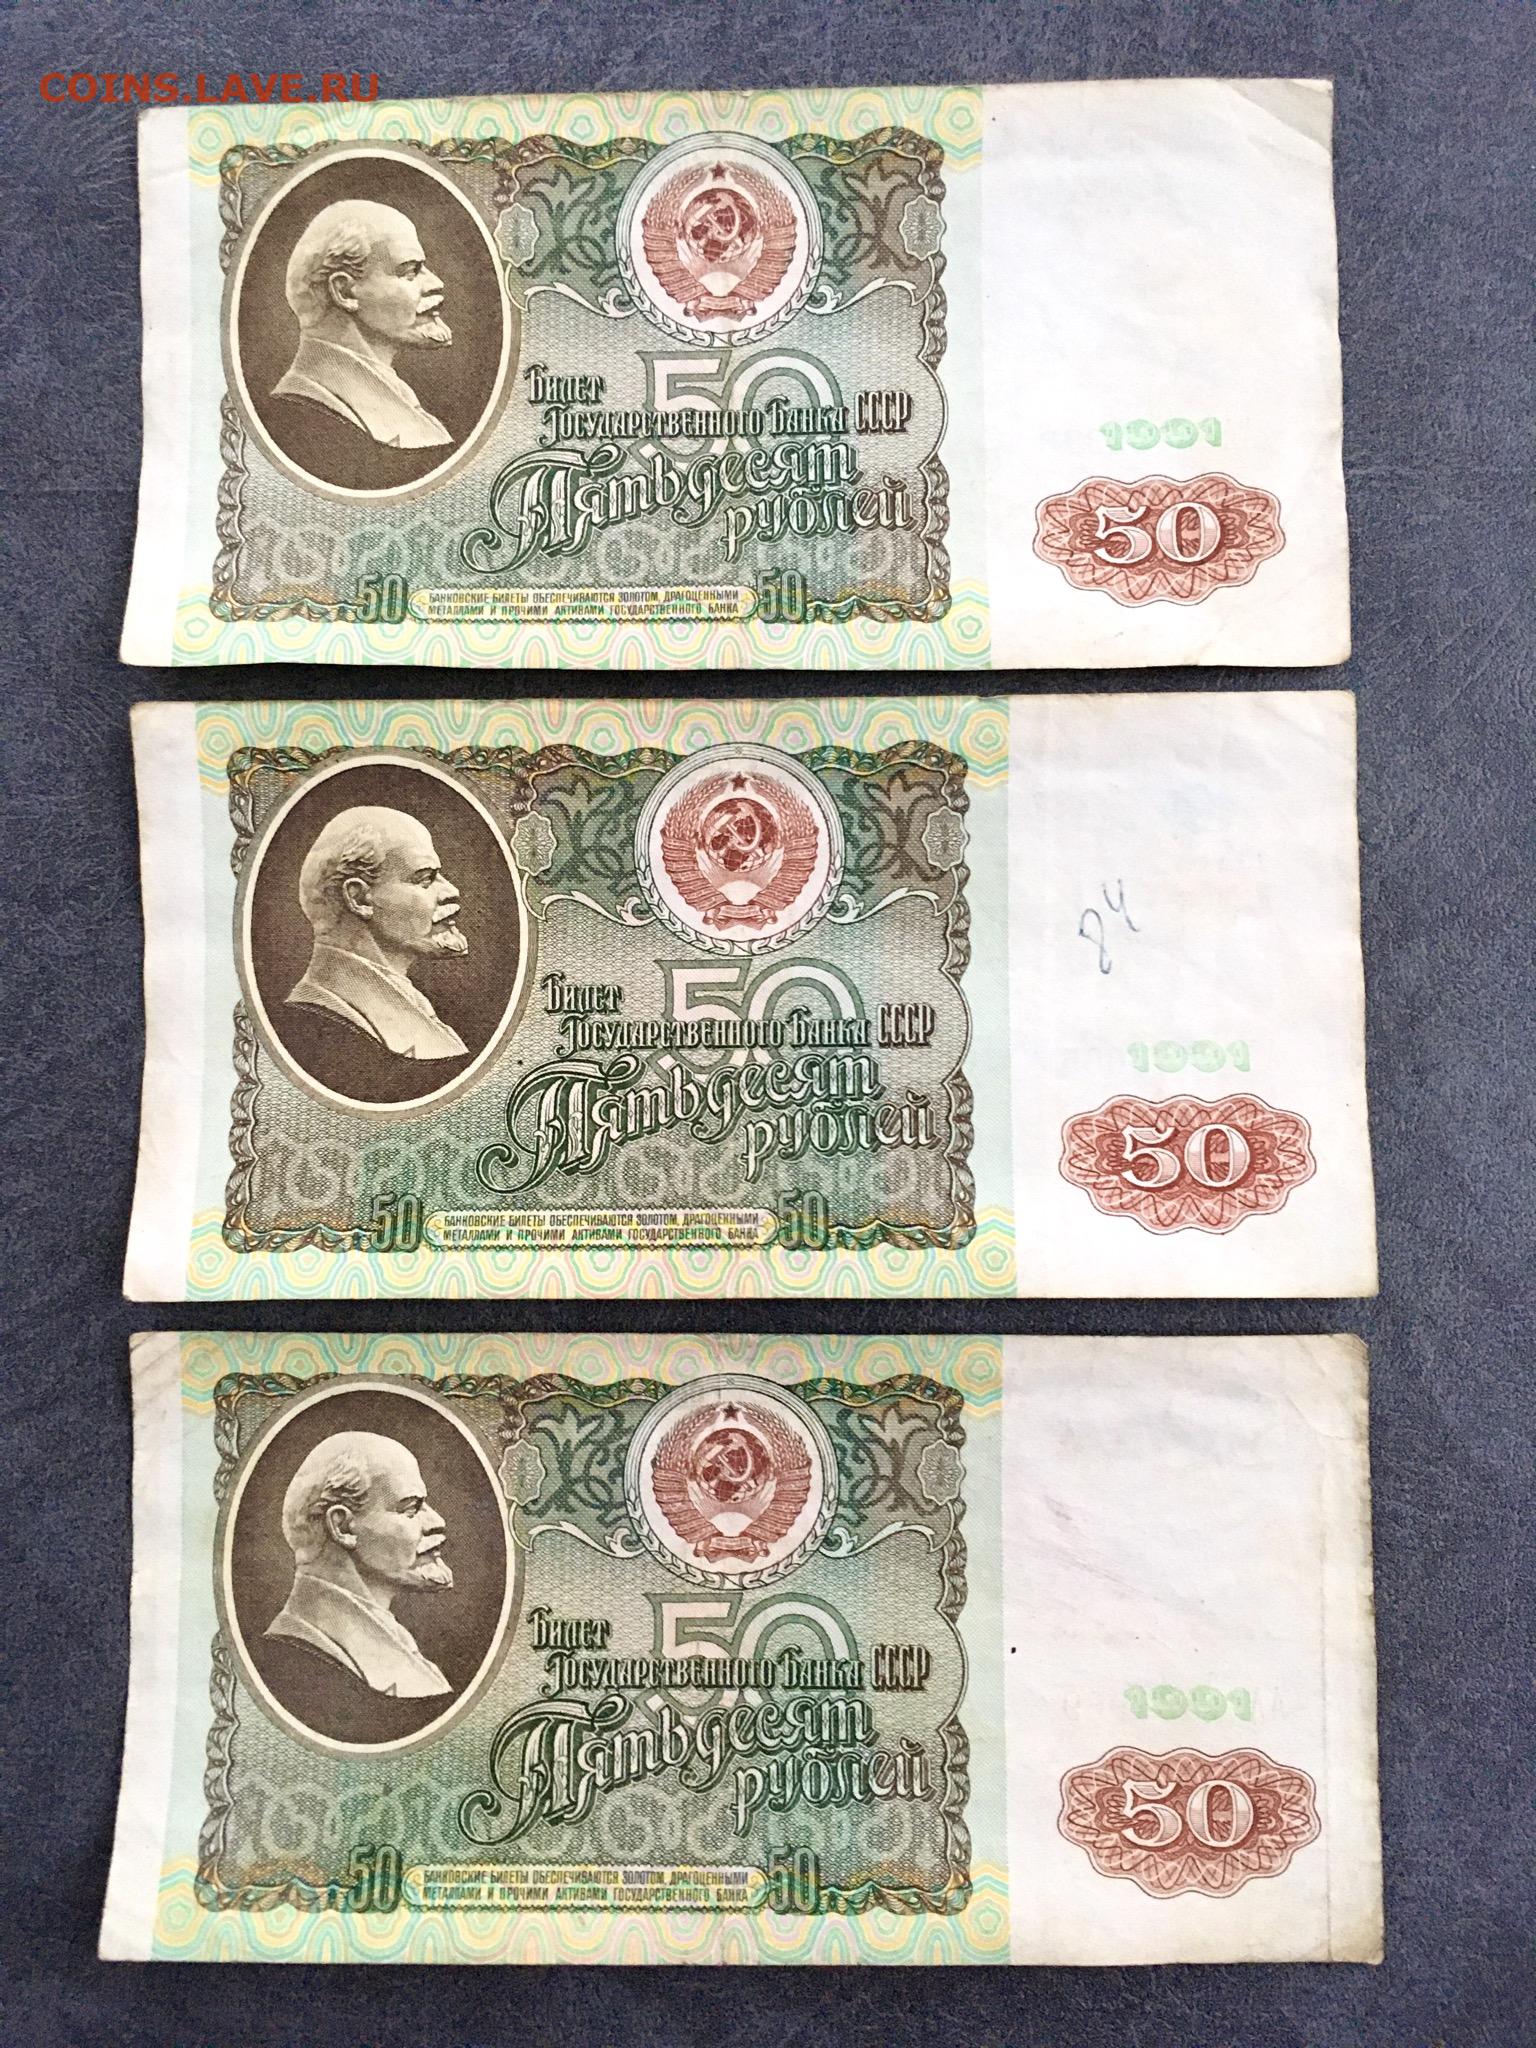 COINS.LAVE.RU
50
Билет
Государственного Банка СССР
Пятьдесят
рублей
1991
50
50
БАНКОВСКИЕ БИЛЕТЫ ОБЕСПЕЧИВАЮТСЯ ЗОЛОТОМ, ДРАГОЦЕННЫМИ
МЕТАЛЛАМИ И ПРОЧИМИ АКТИВАМИ ГОСУДАРСТВЕННОГО БАНКА
50
84
50
Билет
Государственного Банка СССР
Пятьдесят
рублей
1991
50
50
БАНКОВСКИЕ БИЛЕТЫ ОБЕСПЕЧИВАЮТСЯ ЗОЛОТОМ, ДРАГОЦЕННЫМИ
МЕТАЛЛАМИ И ПРОЧИМИ АКТИВАМИ ГОСУДАРСТВЕННОГО БАНКА
50
50
Билет
Государственного Банка СССР
Пятьдесят
рублей
1991
50
50
БАНКОВСКИЕ БИЛЕТЫ ОБЕСПЕЧИВАЮТСЯ ЗОЛОТОМ, ДРАГОЦЕННЫМИ
МЕТАЛЛАМИ И ПРОЧИМИ АКТИВАМИ ГОСУДАРСТВЕННОГО БАНКА
50